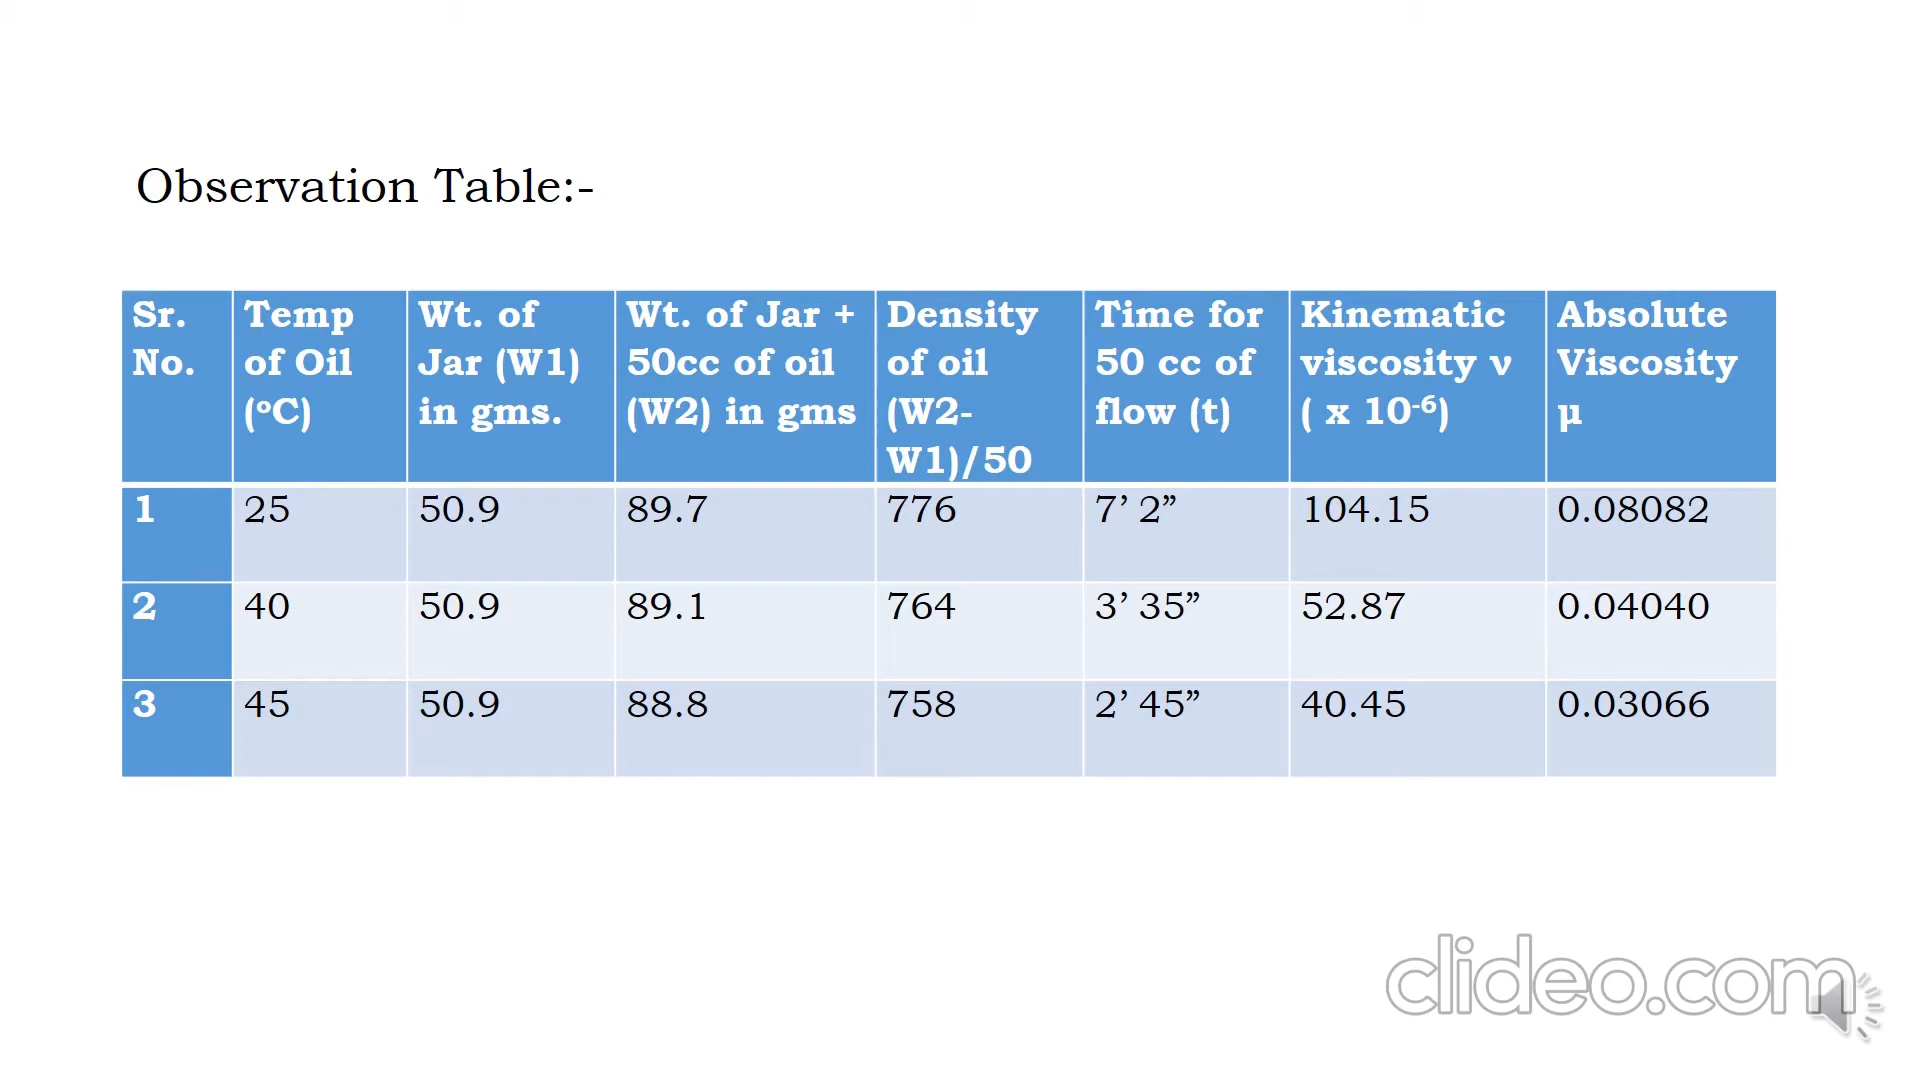 Observation Table:-
Sr. No. Temp of Oil (ᵒC) Wt. of Jar (W1) in gms. Wt. of Jar + 50cc of oil (W2) in gms Density of oil (W2-W1)/50 Time for 50 cc of flow (t) Kinematic viscosity ν ( x 10⁻⁶) Absolute Viscosity μ
1 25 50.9 89.7 776 7’ 2” 104.15 0.08082
2 40 50.9 89.1 764 3’ 35” 52.87 0.04040
3 45 50.9 88.8 758 2’ 45” 40.45 0.03066
clideo.com